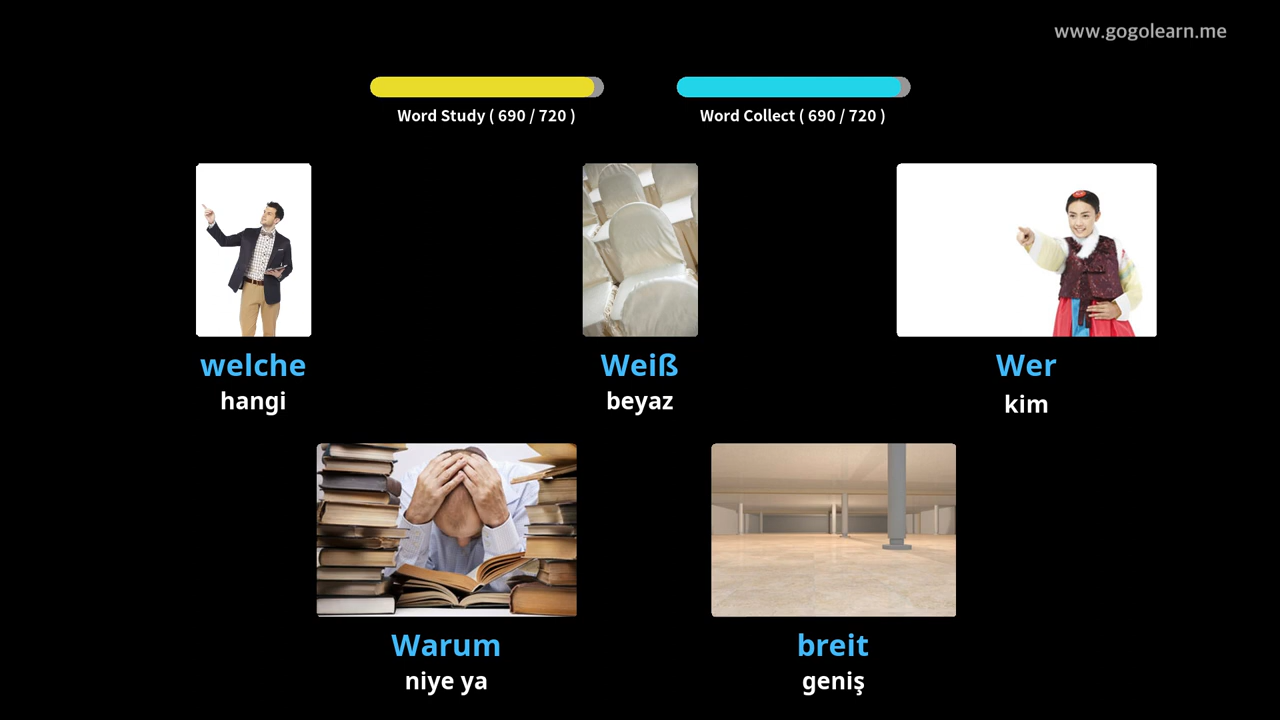 www.gogolearn.me
Word Study ( 690 / 720 )
Word Collect ( 690 / 720 )
welche
hangi
Weiß
beyaz
Wer
kim
Warum
niye ya
breit
geniş